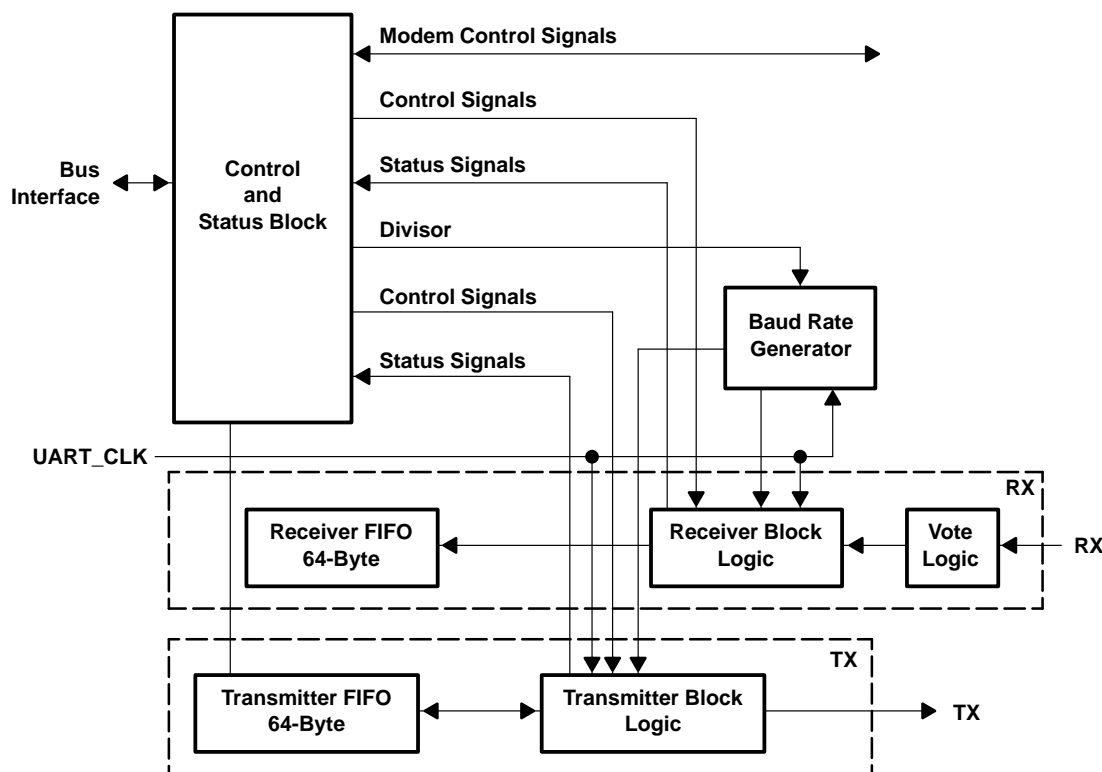 Modem Control Signals
Control Signals
Bus
Interface
Control
and
Status Block
Status Signals
Divisor
Control Signals
Baud Rate
Generator
Status Signals
UART_CLK
RX
Receiver FIFO
64-Byte
Receiver Block
Logic
Vote
Logic
RX
TX
Transmitter FIFO
64-Byte
Transmitter Block
Logic
TX